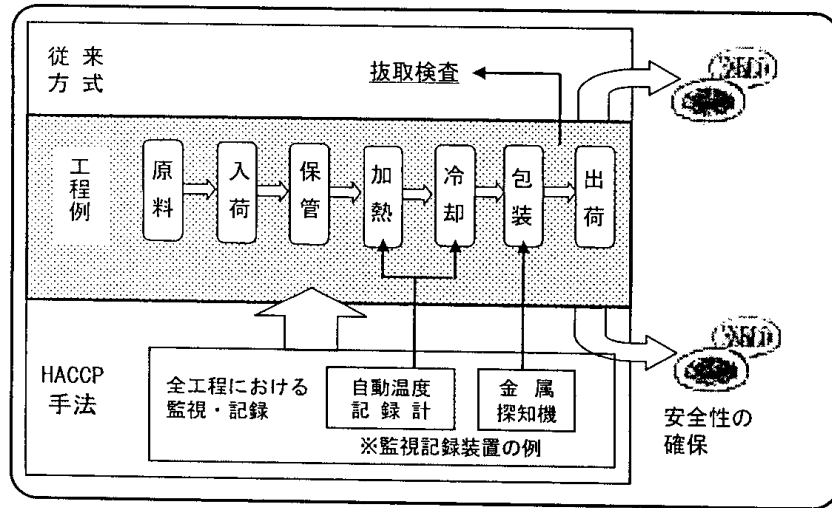 従来
方式
抜取検査
工程例
原料
入荷
保管
加熱
冷却
包装
出荷
HACCP
手法
全工程における
監視・記録
自動温度
記録計
金属
探知機
※監視記録装置の例
安全性の
確保